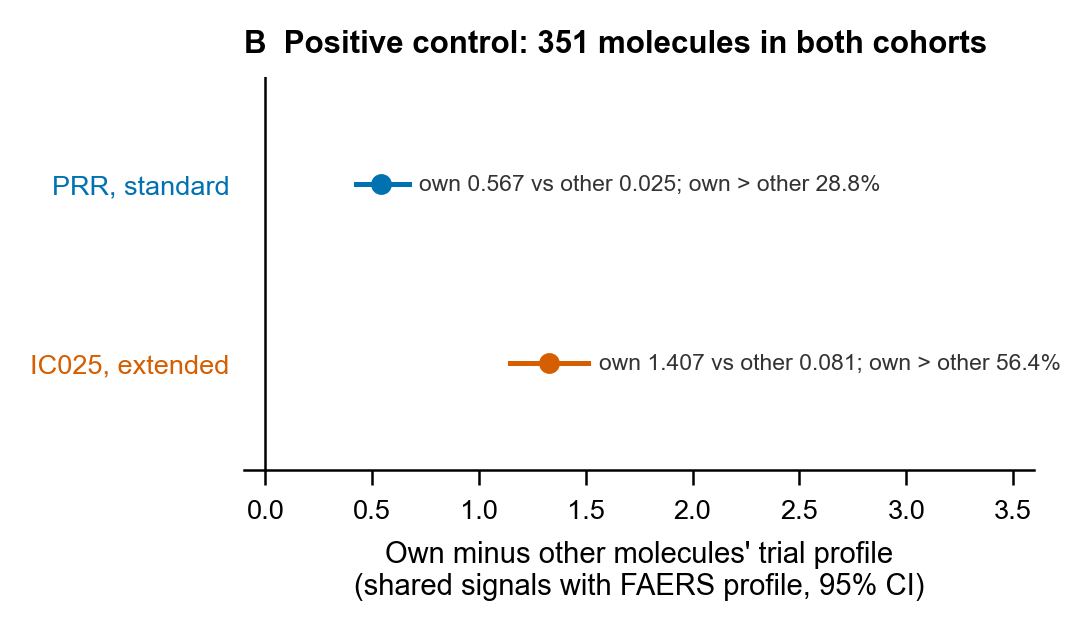 B Positive control: 351 molecules in both cohorts
PRR, standard
own 0.567 vs other 0.025; own > other 28.8%
IC025, extended
own 1.407 vs other 0.081; own > other 56.4%
0.0 0.5 1.0 1.5 2.0 2.5 3.0 3.5
Own minus other molecules' trial profile
(shared signals with FAERS profile, 95% CI)